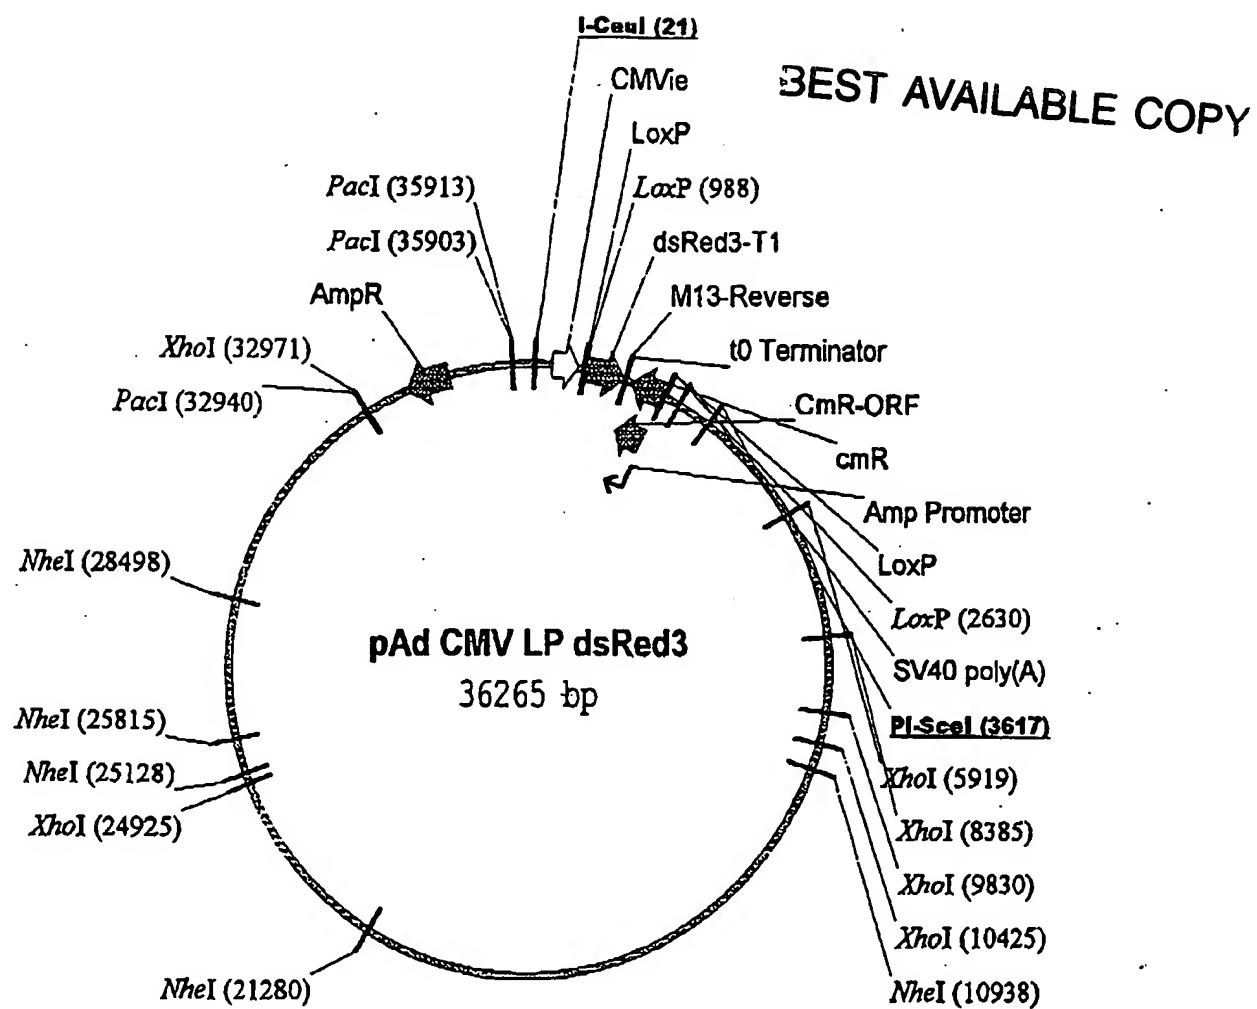 I-CeuI (21)
CMVie
BEST AVAILABLE COPY
LoxP
PacI (35913)
LoxP (988)
PacI (35903)
dsRed3-T1
AmpR
M13-Reverse
XhoI (32971)
t0 Terminator
PacI (32940)
CmR-ORF
cmR
Amp Promoter
NheI (28498)
LoxP
LoxP (2630)
pAd CMV LP dsRed3
SV40 poly(A)
36265 bp
NheI (25815)
PI-SceI (3617)
NheI (25128)
XhoI (5919)
XhoI (24925)
XhoI (8385)
XhoI (9830)
XhoI (10425)
NheI (21280)
NheI (10938)